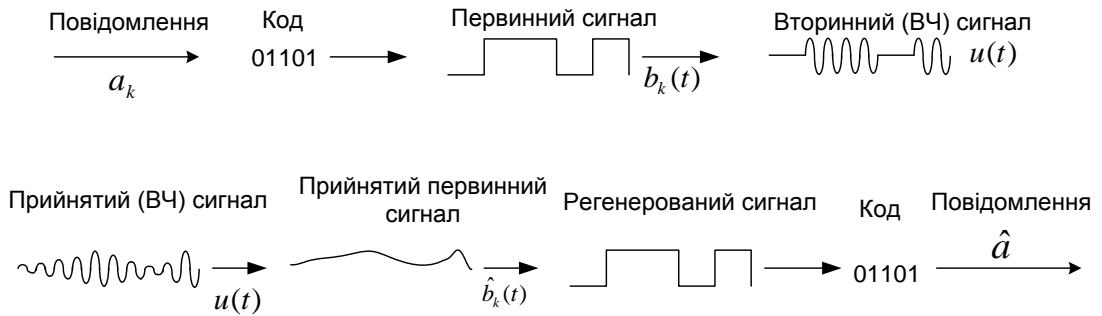 Повідомлення
Код
Первинний сигнал
Вторинний (ВЧ) сигнал
01101
a_k
b_k(t)
u(t)
Прийнятий (ВЧ) сигнал
Прийнятий первинний
сигнал
Регенерований сигнал
Код
Повідомлення
u(t)
b̂_k(t)
01101
â